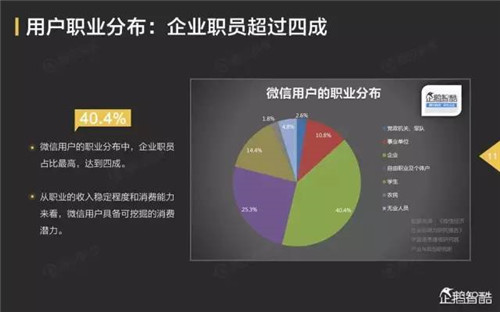 用户职业分布：企业职员超过四成
40.4%
微信用户的职业分布中，企业职员
占比最高，达到四成。
从职业的收入稳定程度和消费能力
来看，微信用户具备可挖掘的消费
潜力。
微信用户的职业分布
企鹅智酷
1.8%
4.8%
2.6%
10.8%
14.4%
25.3%
40.4%
党政机关、军队
事业单位
企业
自由职业及个体户
学生
农民
无业人员
11
企鹅智酷